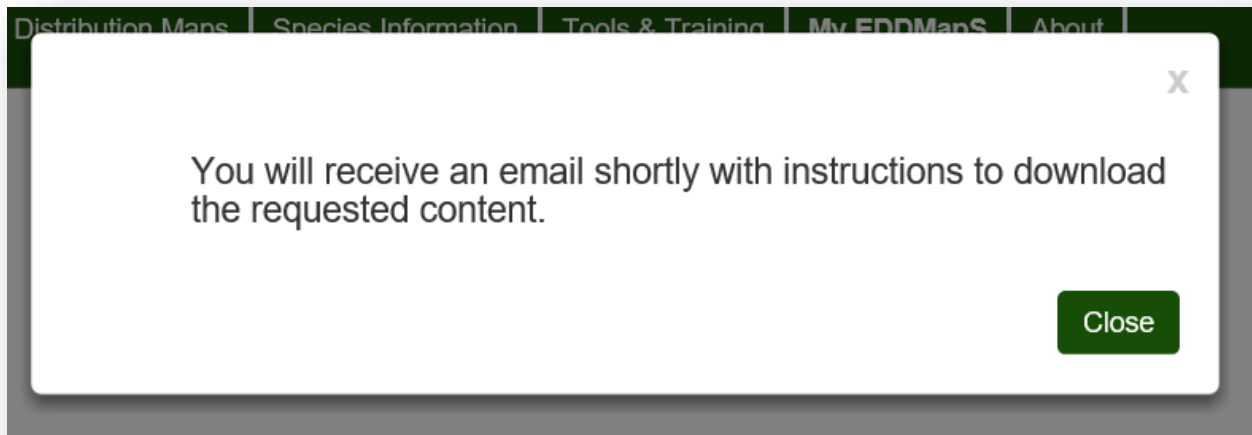 Distribution Maps Species Information Tools & Training My EDDMapS About
x
You will receive an email shortly with instructions to download
the requested content.
Close